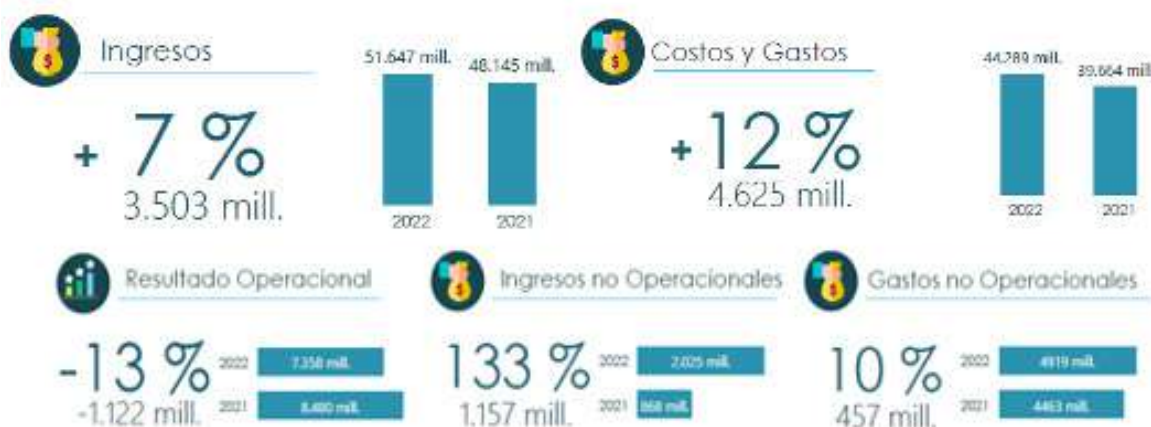 Ingresos
+ 7 %
3.503 mill.
51.647 mill.
48.145 mill.
2022
2021
Costos y Gastos
+ 12 %
4.625 mill.
44.289 mill.
39.664 mill
2022
2021
Resultado Operacional
-13 %
-1.122 mill.
2022
7.358 mill.
2021
8.480 mill.
Ingresos no Operacionales
133 %
1.157 mill.
2022
2.025 mill.
2021
868 mill.
Gastos no Operacionales
10 %
457 mill.
2022
4919 mill.
2021
4463 mill.